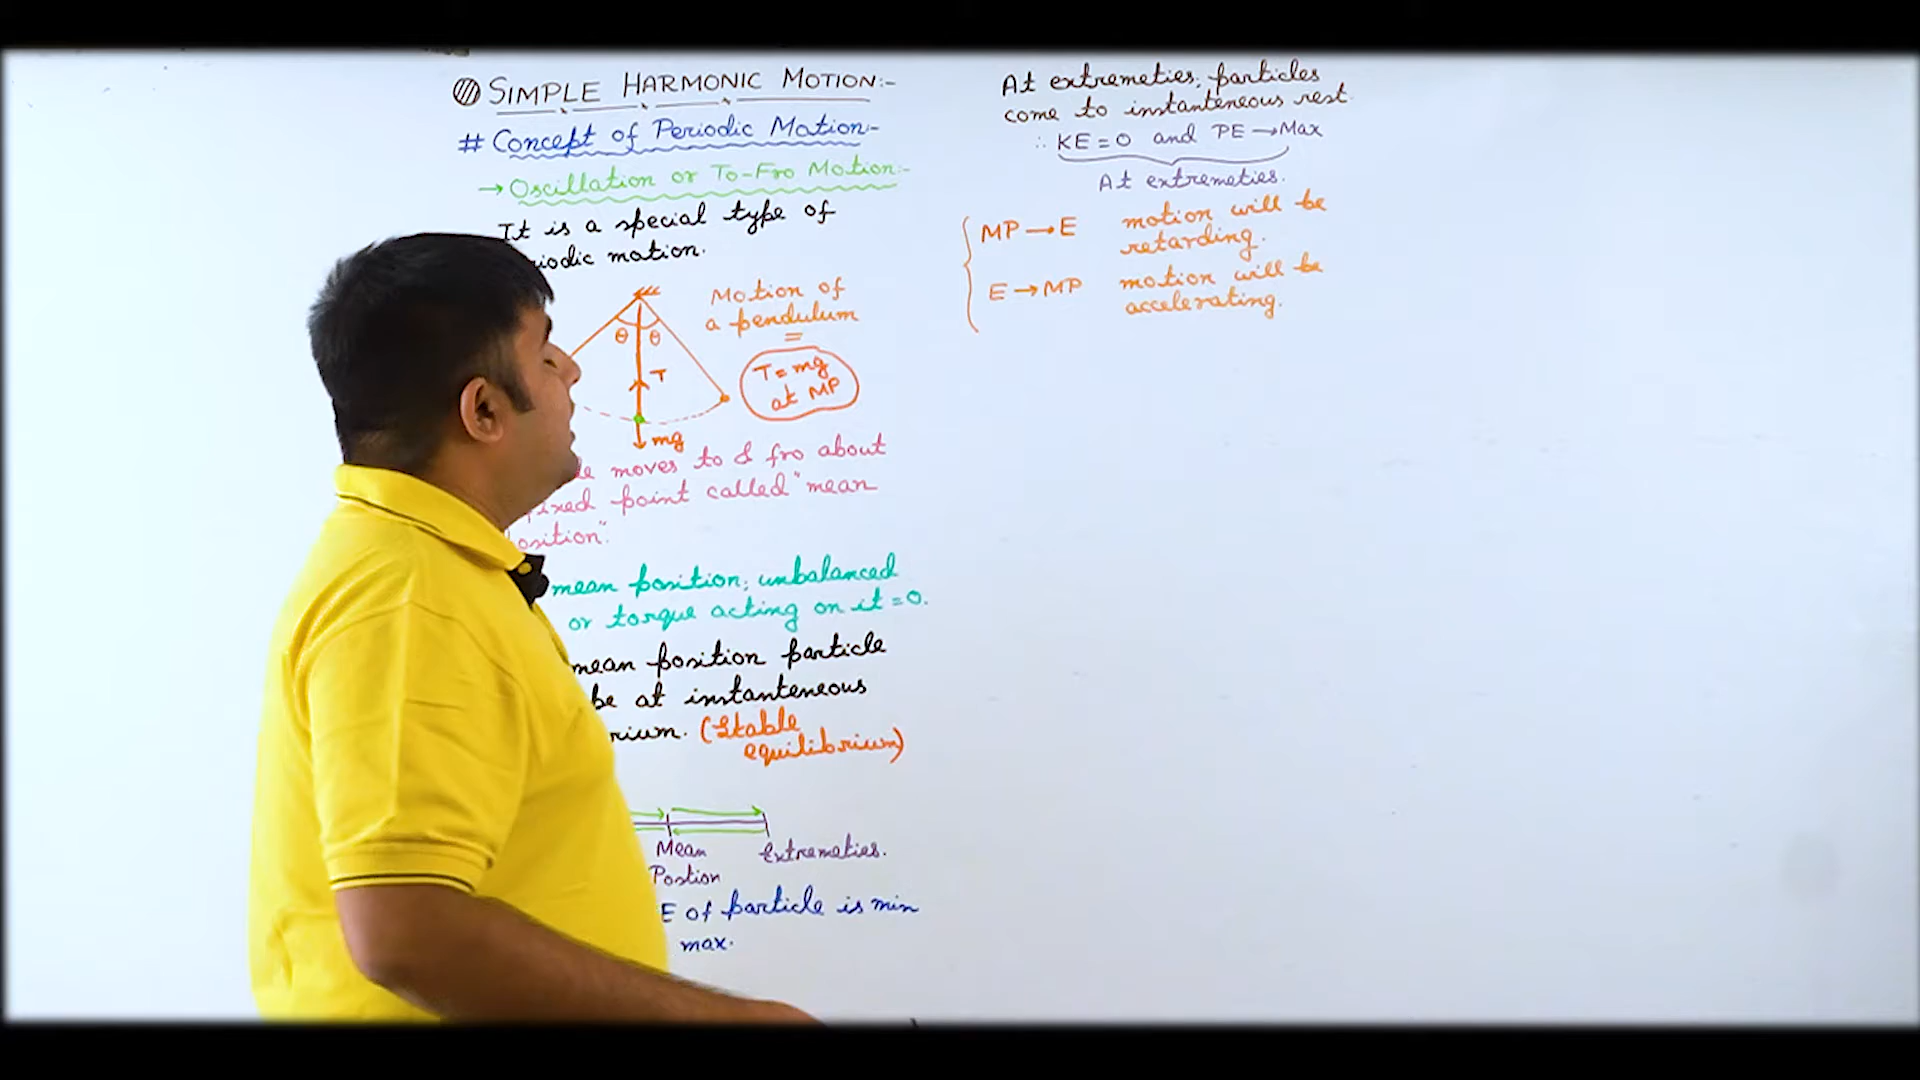 SIMPLE HARMONIC MOTION:-
# Concept of Periodic Motion:-
→ Oscillation or To-Fro Motion:-
It is a special type of
iodic motion.
Motion of
a pendulum
θ θ
T
T = mg
at MP
mg
le moves to & fro about
fixed point called "mean
osition".
mean position; unbalanced
or torque acting on it = 0.
mean position particle
be at instanteneous
rium. (Stable
equilibrium)
Mean
Postion
Extremeties.
E of particle is min
max.
At extremeties; particles
come to instanteneous rest.
∴ KE = 0 and PE → Max
At extremeties.
MP → E motion will be
retarding.
E → MP motion will be
accelerating.